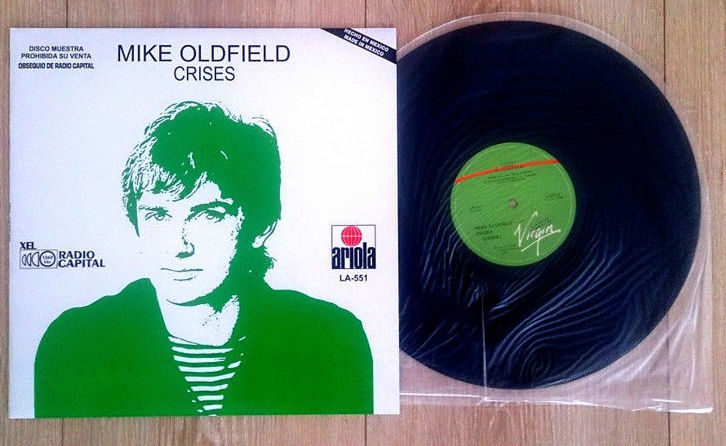 DISCO MUESTRA
PROHIBIDA SU VENTA
OBSEQUIO DE RADIO CAPITAL
MIKE OLDFIELD
CRISES
HECHO EN MEXICO
MADE IN MEXICO
XEL
RADIO
CAPITAL
ariola
LA-551
MIKE OLDFIELD
Virgin